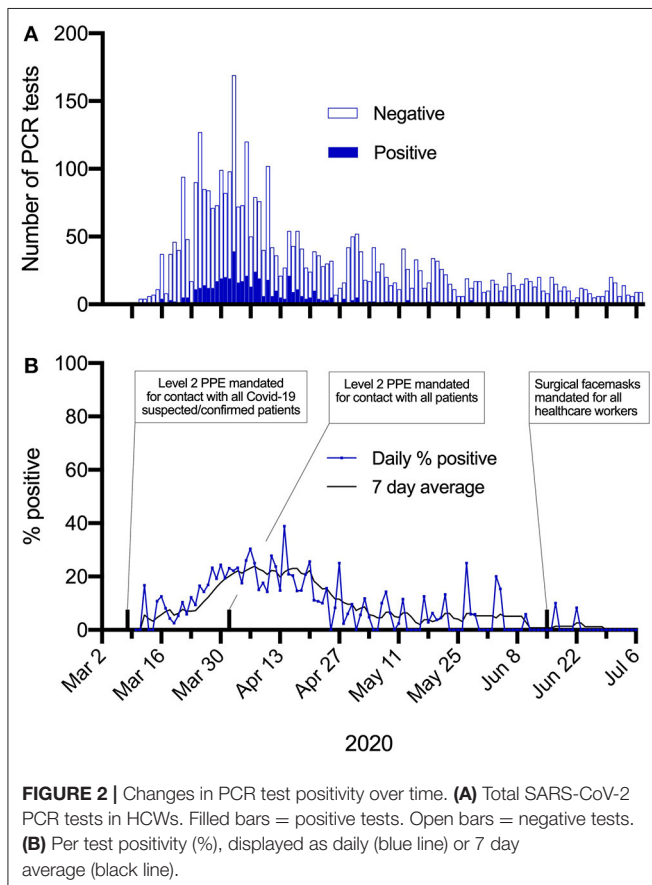 A
200
150
100
50
0
Number of PCR tests
Negative
Positive
B
100
80
60
40
20
0
% positive
Level 2 PPE mandated
for contact with all Covid-19
suspected/confirmed patients
Level 2 PPE mandated
for contact with all patients
Surgical facemasks
mandated for all
healthcare workers
Daily % positive
7 day average
Mar 2
Mar 16
Mar 30
Apr 13
Apr 27
May 11
May 25
Jun 8
Jun 22
Jul 6
2020
FIGURE 2 | Changes in PCR test positivity over time. (A) Total SARS-CoV-2
PCR tests in HCWs. Filled bars = positive tests. Open bars = negative tests.
(B) Per test positivity (%), displayed as daily (blue line) or 7 day
average (black line).